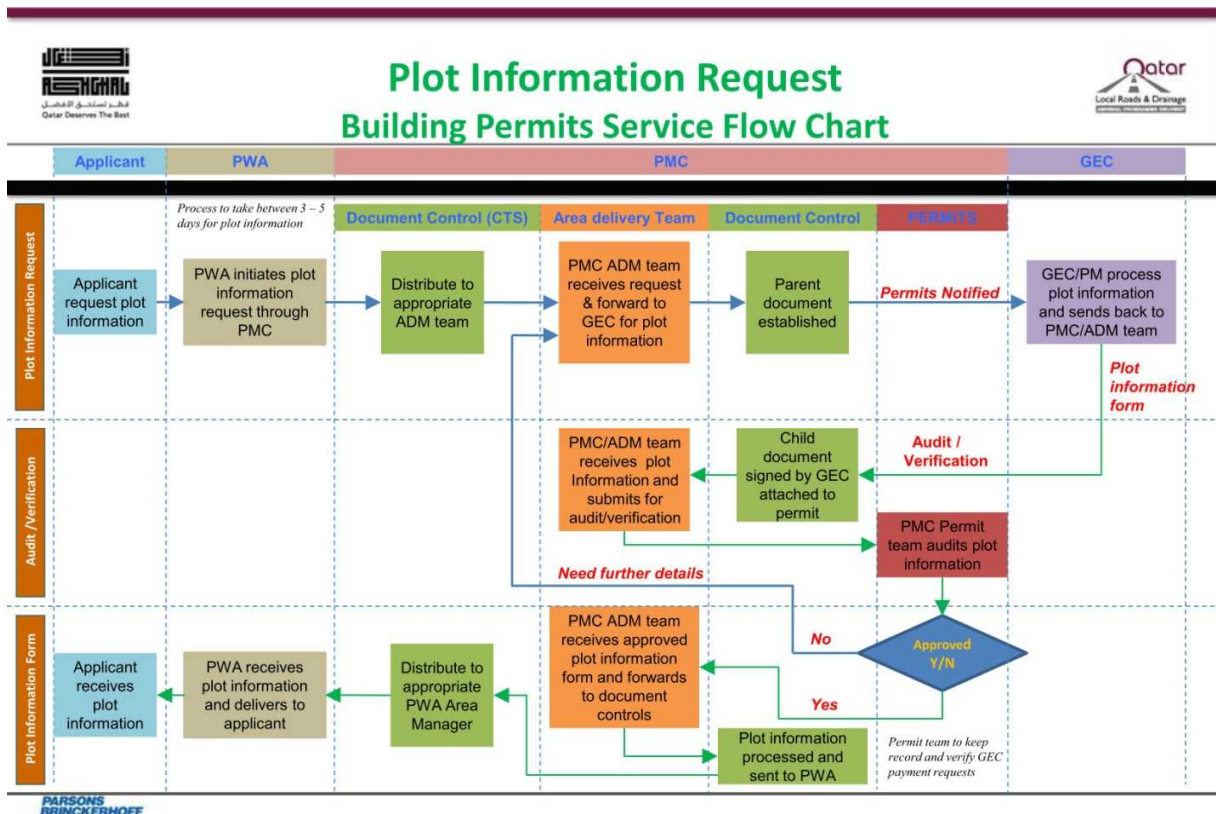 قطر تستحق الأفضل
Qatar Deserves The Best
Plot Information Request
Building Permits Service Flow Chart
Qatar
Local Roads & Drainage
Applicant
PWA
PMC
GEC
Plot Information Request
Process to take between 3 – 5
days for plot information
Document Control (CTS)
Area delivery Team
Document Control
PERMITS
Applicant
request plot
information
PWA initiates plot
information
request through
PMC
Distribute to
appropriate
ADM team
PMC ADM team
receives request
& forward to
GEC for plot
information
Parent
document
established
Permits Notified
GEC/PM process
plot information
and sends back to
PMC/ADM team
Plot
information
form
Audit /Verification
PMC/ADM team
receives plot
Information and
submits for
audit/verification
Child
document
signed by GEC
attached to
permit
Audit /
Verification
PMC Permit
team audits plot
information
Need further details
Plot Information Form
Applicant
receives
plot
information
PWA receives
plot information
and delivers to
applicant
Distribute to
appropriate
PWA Area
Manager
PMC ADM team
receives approved
plot information
form and forwards
to document
controls
No
Approved
Y/N
Yes
Plot information
processed and
sent to PWA
Permit team to keep
record and verify GEC
payment requests
PARSONS
BRINCKERHOFF